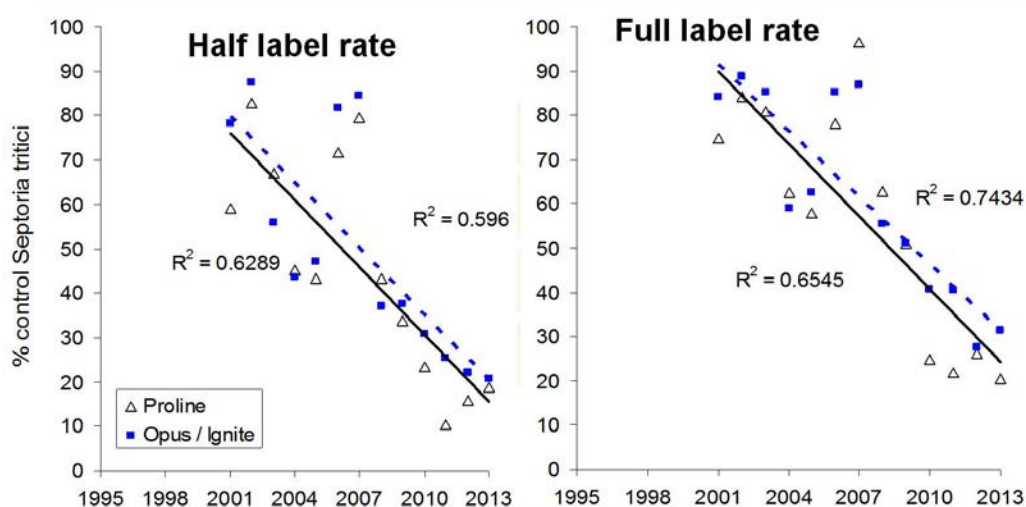 Half label rate
% control Septoria tritici
100
90
80
70
60
50
40
30
20
10
0
R² = 0.596
R² = 0.6289
Proline
Opus / Ignite
1995 1998 2001 2004 2007 2010 2013
Full label rate
100
90
80
70
60
50
40
30
20
10
0
R² = 0.7434
R² = 0.6545
1995 1998 2001 2004 2007 2010 2013